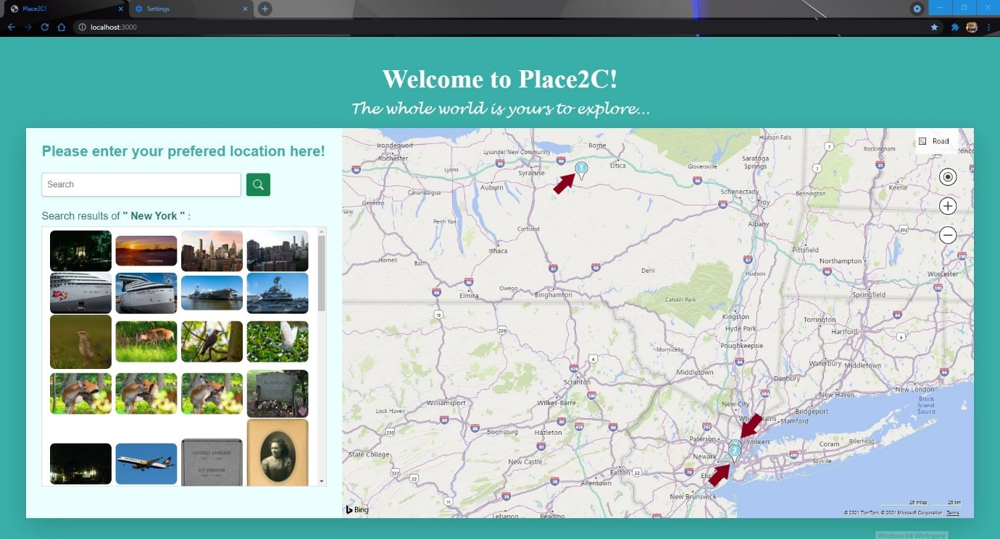 Place2C!
Settings
localhost:3000
Welcome to Place2C!
The whole world is yours to explore...
Please enter your prefered location here!
Search
Search results of " New York " :
ROBINSON
Road
Irondequoit
Rochester
Lysander New Community
Rome
Hudson Falls
Rockingham
Lyons
Syracuse
Utica
Gloversville
Saratoga
Springs
Keene
Auburn
Canandaigua
Geneseo
Schenectady
Troy
Bennington
Penn Yan
Cortland
Albany
Ithaca
Pittsfield
Hornell
Bath
Delhi
Hudson
Northampton
Worcester
Elmira
Owego
Binghamton
Catskill Park
Springfield
Kingston
Torrington
Hyde Park
Hartford
Monticello
Poughkeepsie
Waterbury
Middletown
Middletown
Scranton
Danbury
New London
New Haven
Williamsport
Wilkes-Barre
New City
Block
Island
Sound
Lock Haven
Bridgeport
Stamford
Bloomsburg
Hazleton
Paterson
Yonkers
Coram
Riverhead
State College
Newark
Sayville
New Castle
Easton
Allentown
New Brunswick
Lebanon
Reading
Bing
26 miles
26 km
© 2021 TomTom, © 2021 Microsoft Corporation
Terms
Windows Ink Workspace